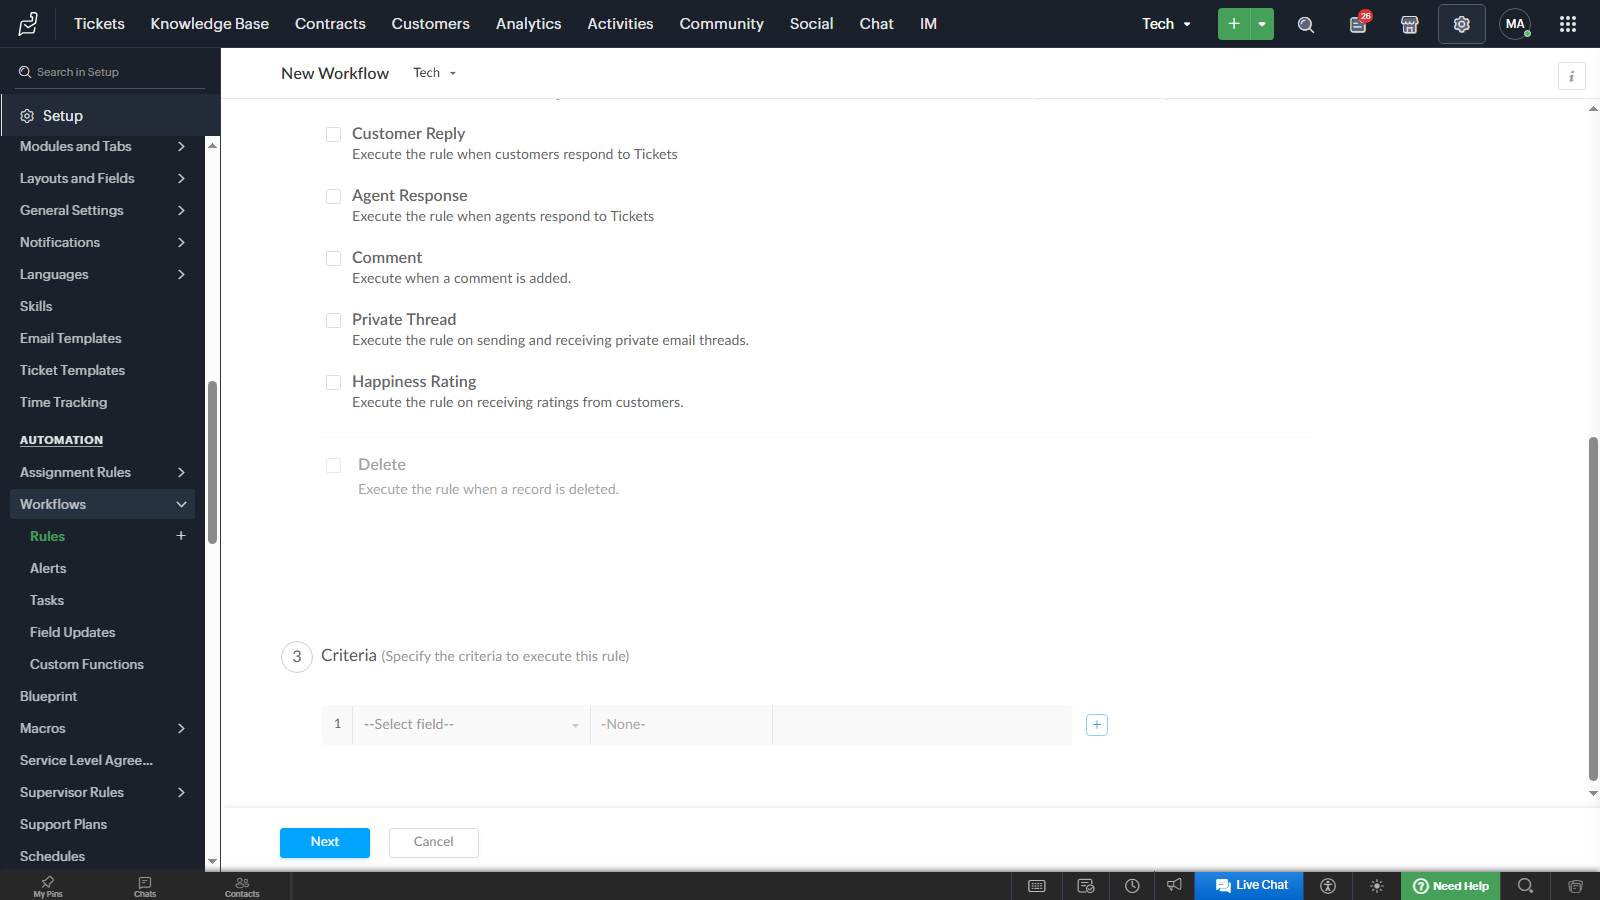 Tickets Knowledge Base Contracts Customers Analytics Activities Community Social Chat IM Tech 26 MA
Search in Setup
New Workflow Tech
Setup
Modules and Tabs
Layouts and Fields
General Settings
Notifications
Languages
Skills
Email Templates
Ticket Templates
Time Tracking
AUTOMATION
Assignment Rules
Workflows
Rules
Alerts
Tasks
Field Updates
Custom Functions
Blueprint
Macros
Service Level Agree...
Supervisor Rules
Support Plans
Schedules
Customer Reply
Execute the rule when customers respond to Tickets
Agent Response
Execute the rule when agents respond to Tickets
Comment
Execute when a comment is added.
Private Thread
Execute the rule on sending and receiving private email threads.
Happiness Rating
Execute the rule on receiving ratings from customers.
Delete
Execute the rule when a record is deleted.
3 Criteria (Specify the criteria to execute this rule)
1 --Select field-- -None-
Next Cancel
My Pins Chats Contacts Live Chat Need Help